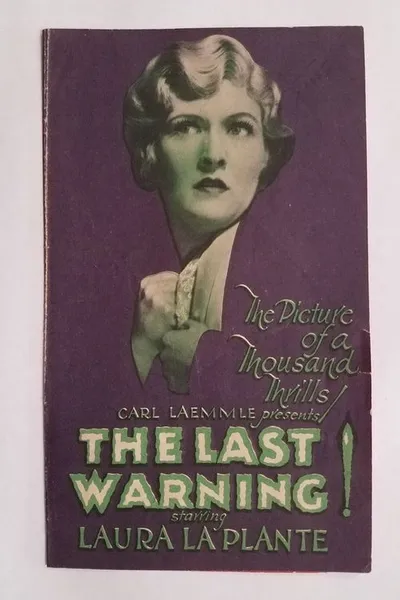 The Picture
of a
Thousand
Thrills!
CARL LAEMMLE presents
THE LAST
WARNING!
starring
LAURA LA PLANTE